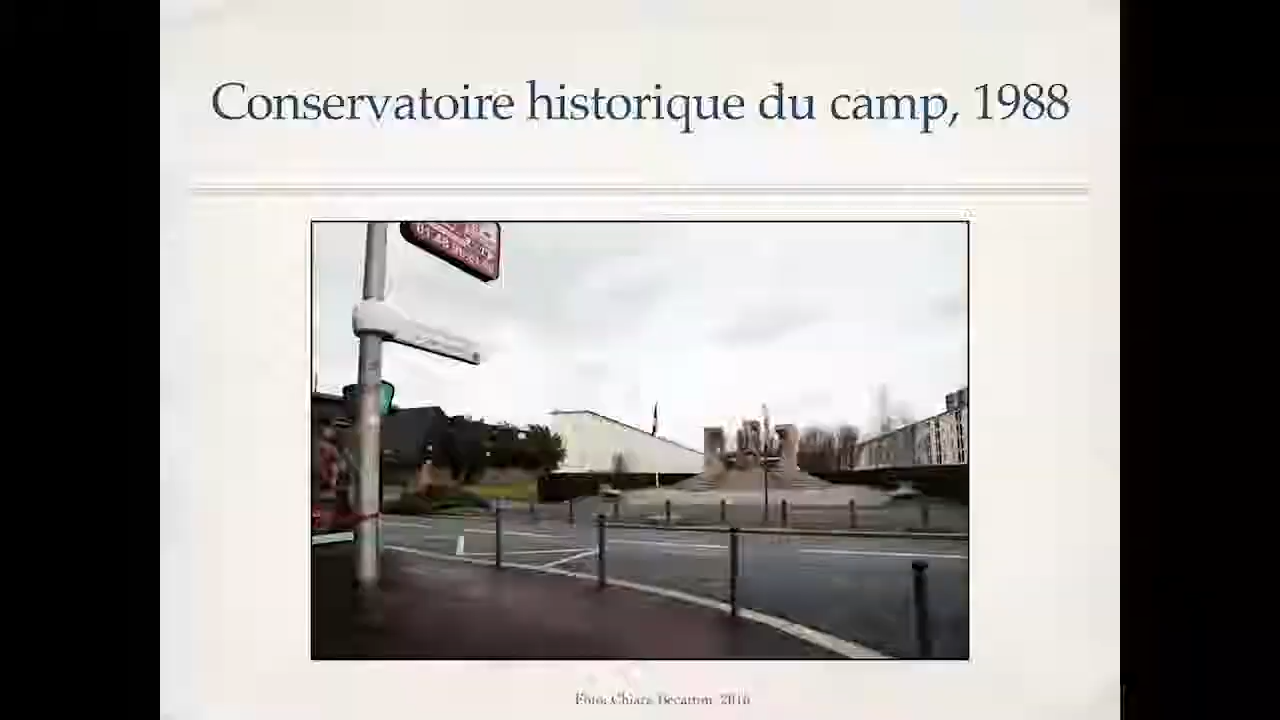 Conservatoire historique du camp, 1988
Foto: Chiara Becattini, 2016